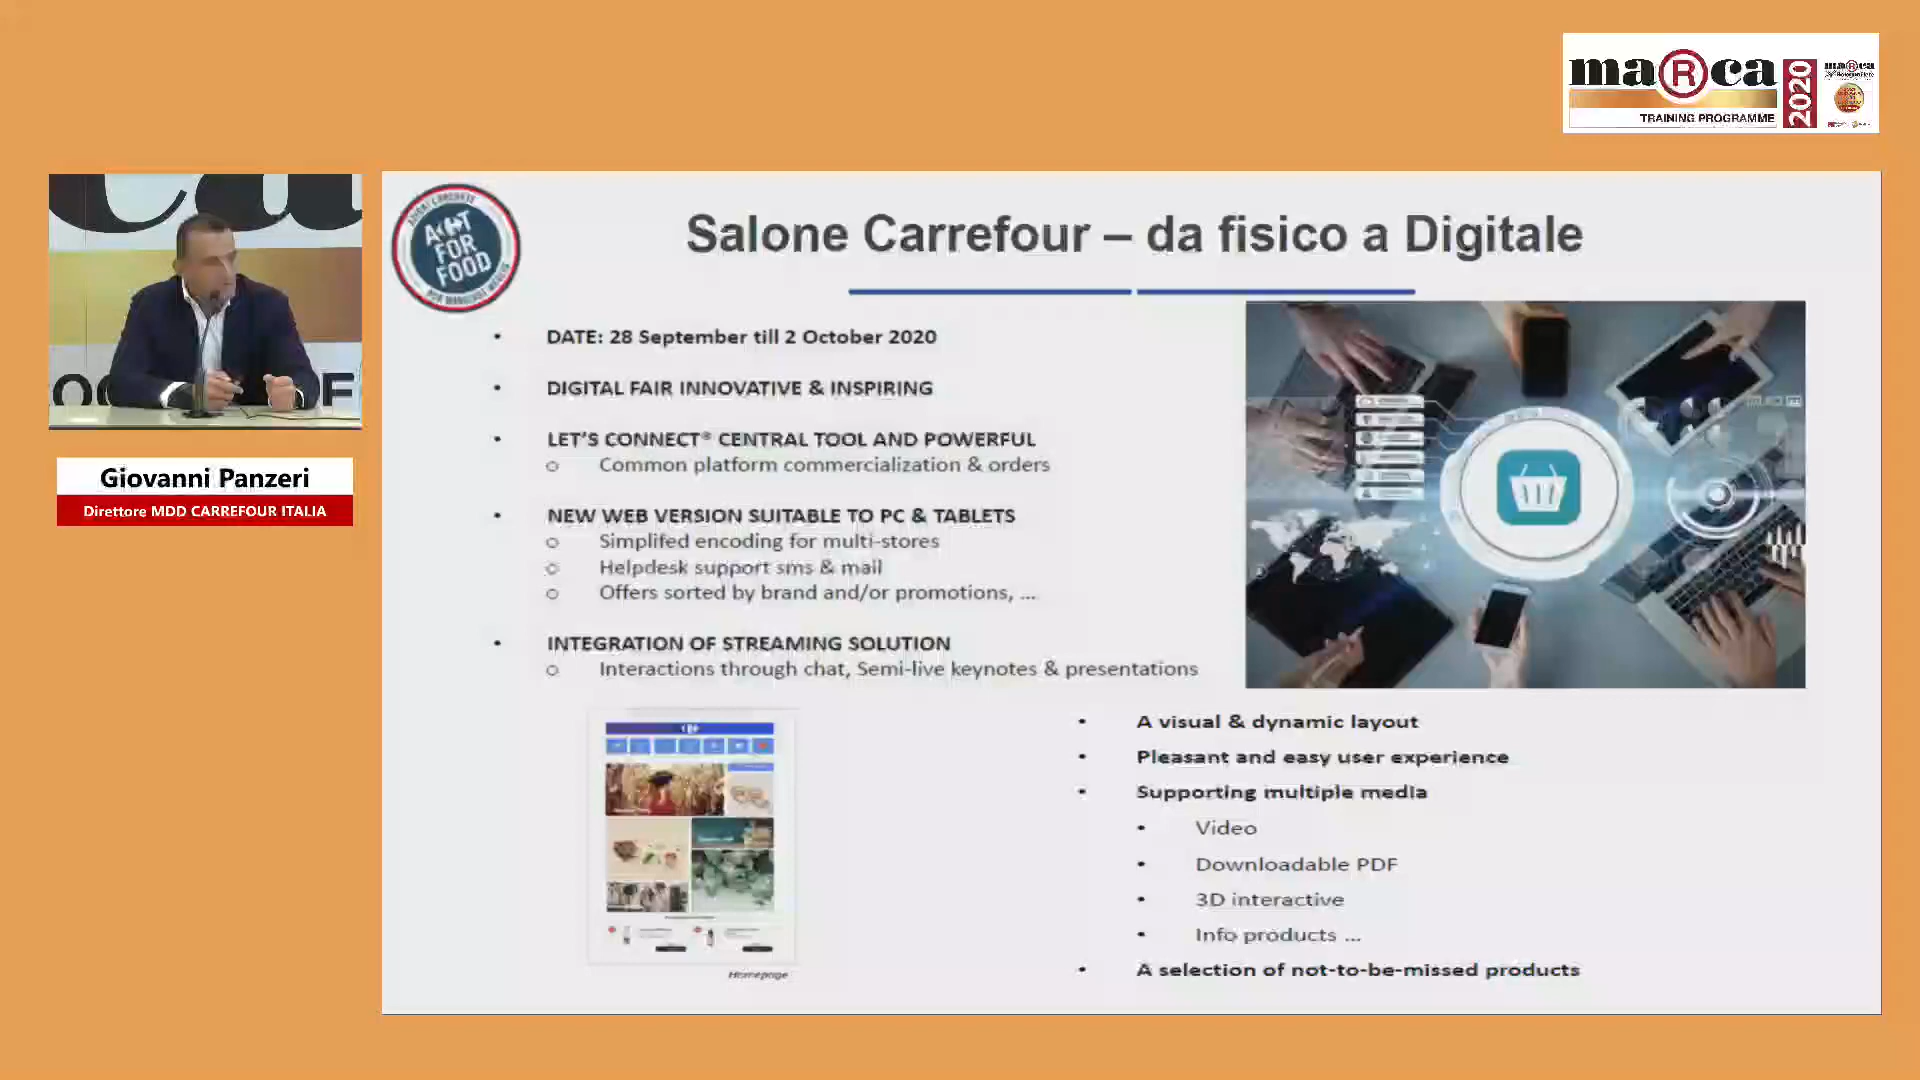 maRca
TRAINING PROGRAMME
2020
ACT
FOR
FOOD
Salone Carrefour – da fisico a Digitale
• DATE: 28 September till 2 October 2020
• DIGITAL FAIR INNOVATIVE & INSPIRING
• LET'S CONNECT® CENTRAL TOOL AND POWERFUL
o Common platform commercialization & orders
• NEW WEB VERSION SUITABLE TO PC & TABLETS
o Simplifed encoding for multi-stores
o Helpdesk support sms & mail
o Offers sorted by brand and/or promotions, ...
• INTEGRATION OF STREAMING SOLUTION
o Interactions through chat, Semi-live keynotes & presentations
Homepage
• A visual & dynamic layout
• Pleasant and easy user experience
• Supporting multiple media
• Video
• Downloadable PDF
• 3D interactive
• Info products ...
• A selection of not-to-be-missed products
Giovanni Panzeri
Direttore MDD CARREFOUR ITALIA